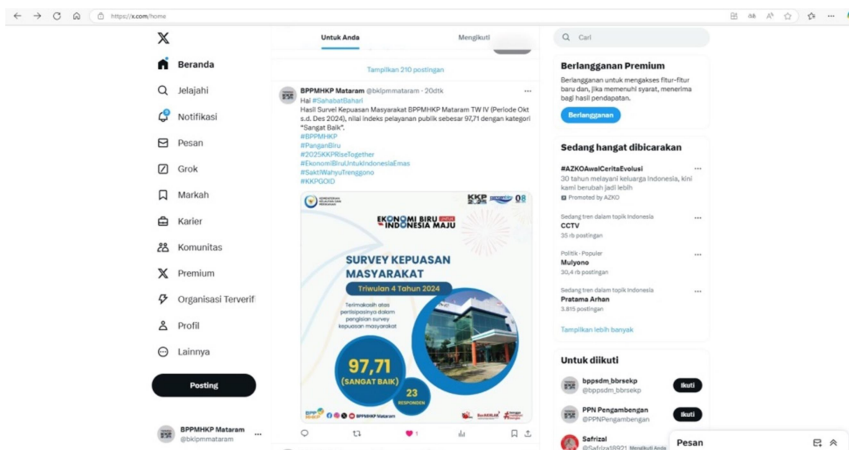 https://x.com/home
Beranda
Jelajahi
Notifikasi
Pesan
Grok
Markah
Karier
Komunitas
Premium
Organisasi Terverif
Profil
Lainnya
Posting
BPPMHKP Mataram
@bkipmmataram
Untuk Anda
Mengikuti
Tampilkan 210 postingan
BPPMHKP Mataram @bkipmmataram · 20dtk
Hai #SahabatBahari
Hasil Survei Kepuasan Masyarakat BPPMHKP Mataram TW IV (Periode Okt
s.d. Des 2024), nilai indeks pelayanan publik sebesar 97,71 dengan kategori
"Sangat Baik".
#BPPMHKP
#PanganBiru
#2025KKPRiseTogether
#EkonomiBiruUntukIndonesiaEmas
#SaktiWahyuTrenggono
#KKPGOID
KKP
08
EKONOMI BIRU UNTUK
INDONESIA MAJU
SURVEY KEPUASAN
MASYARAKAT
Triwulan 4 Tahun 2024
Terimakasih atas
partisipasinya dalam
pengisian survey
kepuasan masyarakat
97,71
(SANGAT BAIK)
23
RESPONDEN
BPPMHKP Mataram
1
Cari
Berlangganan Premium
Berlangganan untuk mengakses fitur-fitur
baru dan, jika memenuhi syarat, menerima
bagi hasil pendapatan.
Berlangganan
Sedang hangat dibicarakan
#AZKOAwalCeritaEvolusi
30 tahun melayani keluarga Indonesia, kini
kami berubah jadi lebih
Promoted by AZKO
Sedang tren dalam topik Indonesia
CCTV
35 rb postingan
Politik · Populer
Mulyono
30,4 rb postingan
Sedang tren dalam topik Indonesia
Pratama Arhan
3.815 postingan
Tampilkan lebih banyak
Untuk diikuti
bppsdm_bbrsekp
@bppsdm_bbrsekp
Ikuti
PPN Pengambengan
@PPNPengambengan
Ikuti
Safrizal
@Safrizal18921 Mengikuti Anda
Pesan